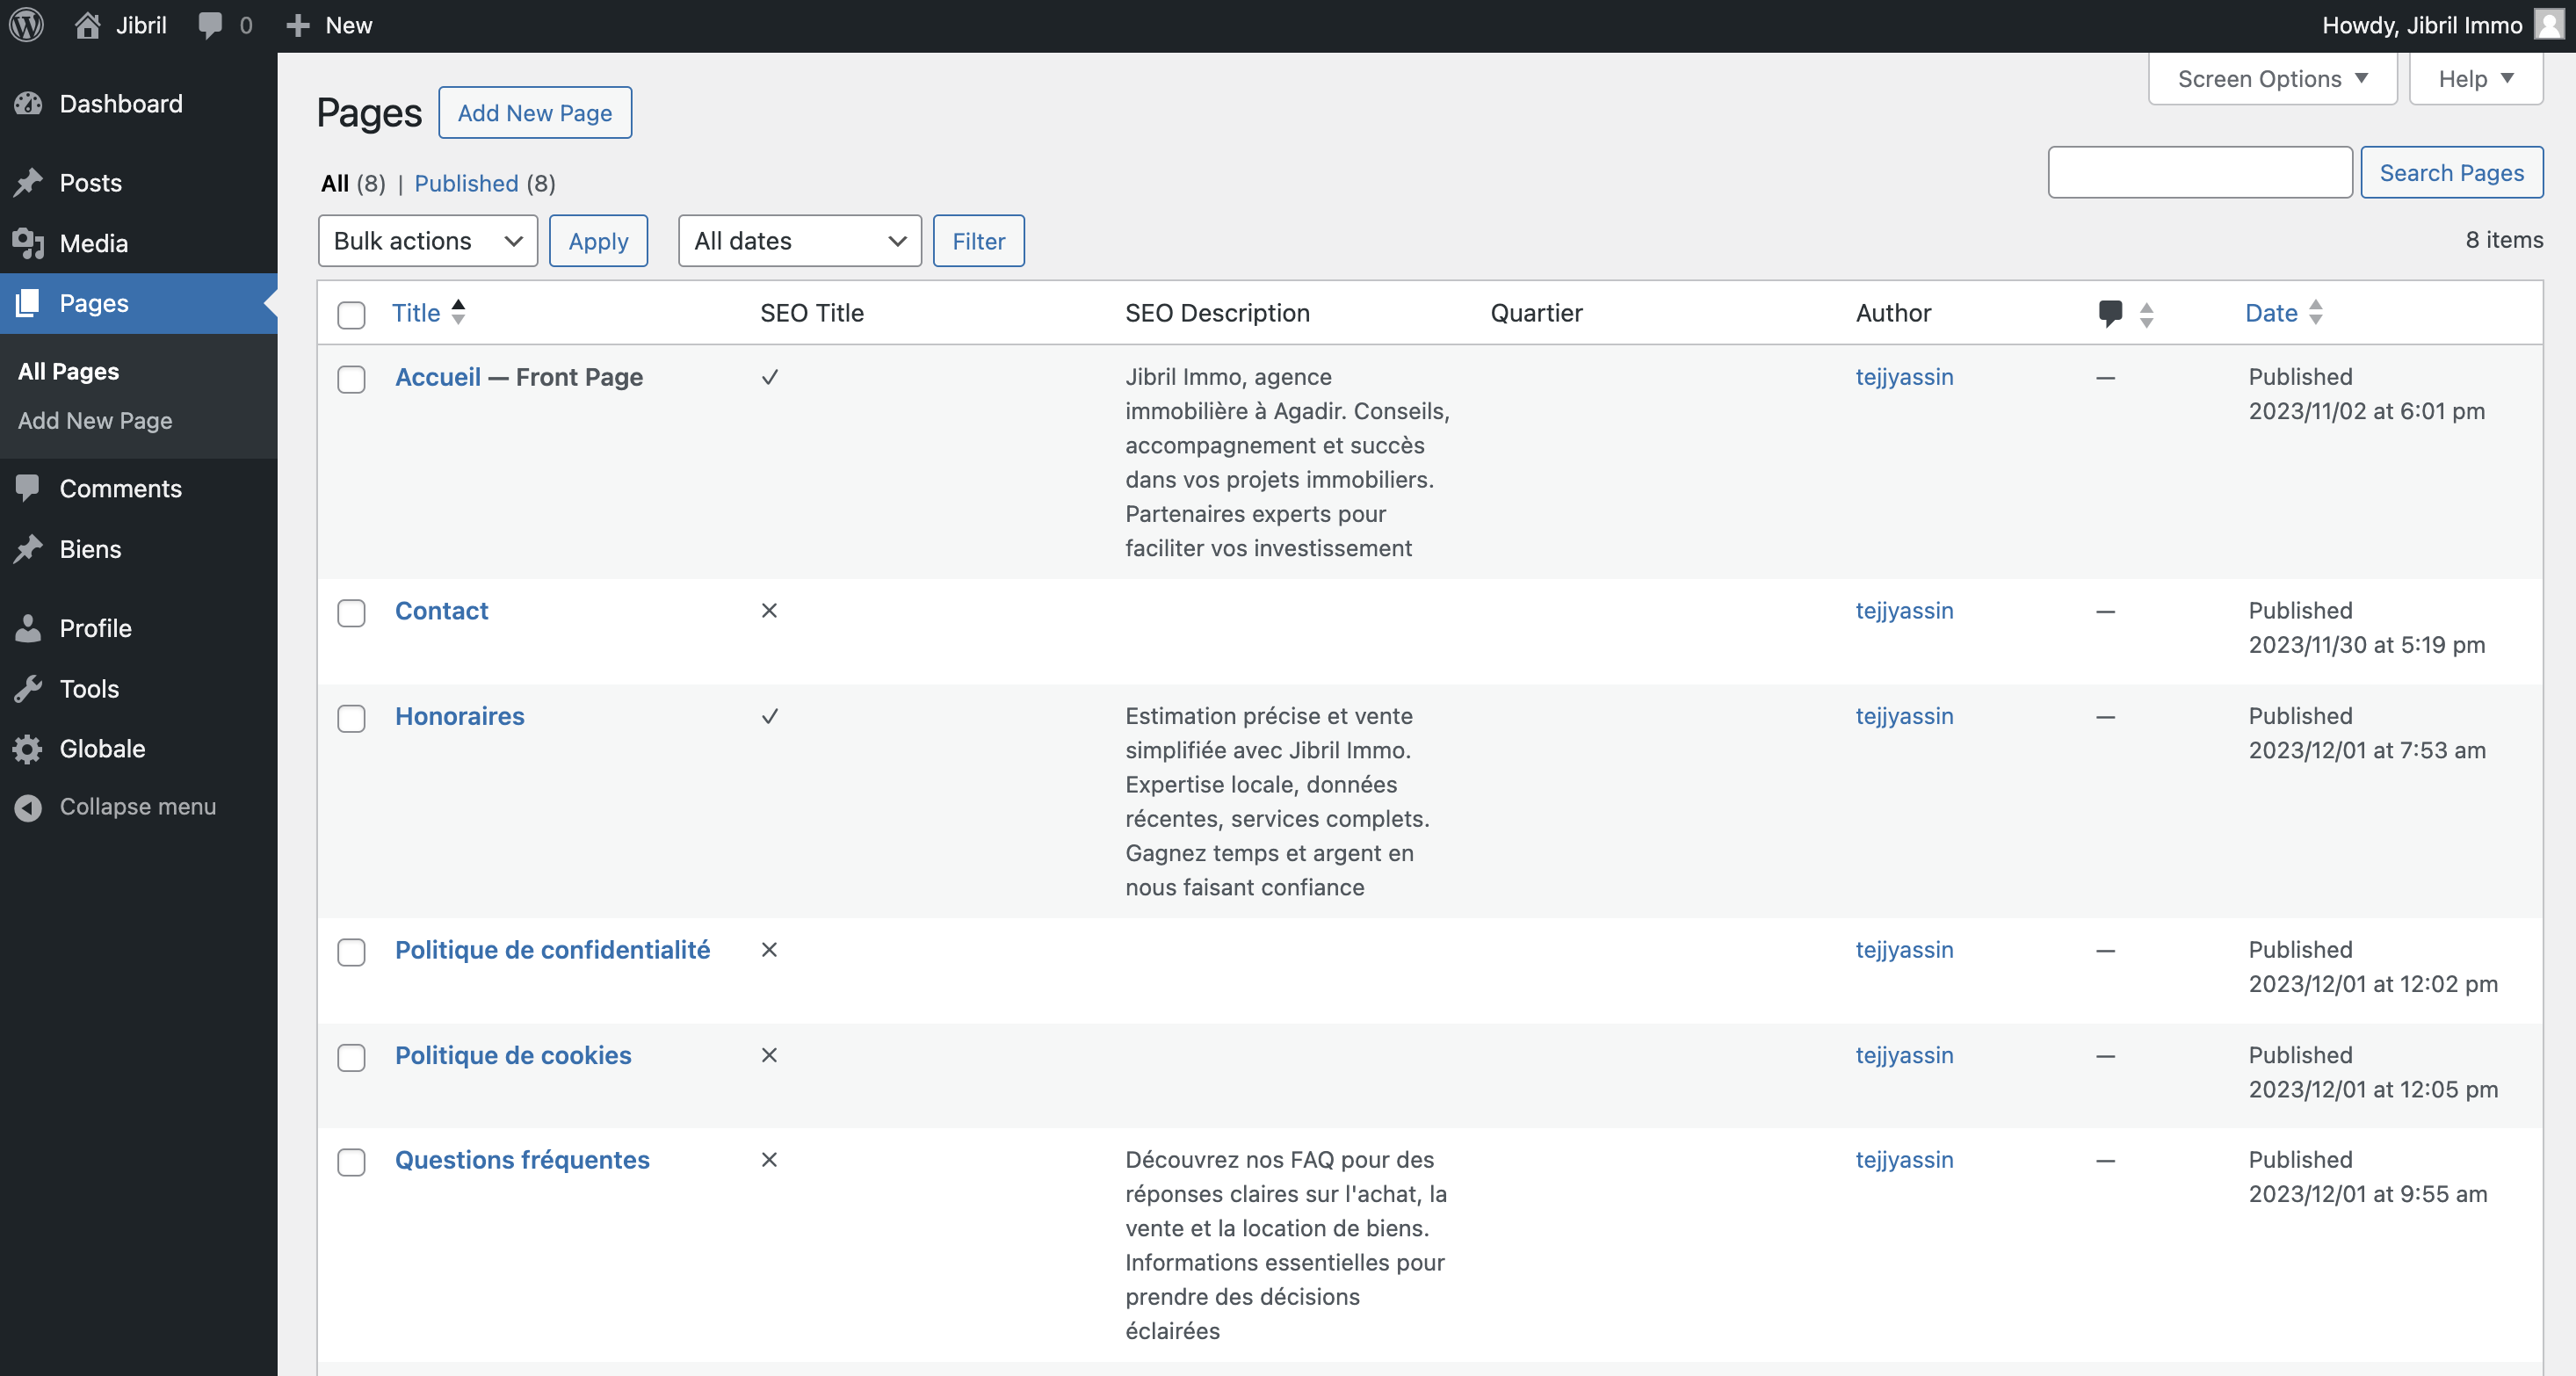 Jibril 0 New Howdy, Jibril Immo
Dashboard
Posts
Media
Pages
All Pages
Add New Page
Comments
Biens
Profile
Tools
Globale
Collapse menu
Screen Options Help
Pages Add New Page
All (8) | Published (8)
Search Pages
Bulk actions Apply All dates Filter
8 items
Title SEO Title SEO Description Quartier Author Date
Accueil — Front Page ✓ Jibril Immo, agence tejjyassin — Published
immobilière à Agadir. Conseils, 2023/11/02 at 6:01 pm
accompagnement et succès
dans vos projets immobiliers.
Partenaires experts pour
faciliter vos investissement
Contact ✕ tejjyassin — Published
2023/11/30 at 5:19 pm
Honoraires ✓ Estimation précise et vente tejjyassin — Published
simplifiée avec Jibril Immo. 2023/12/01 at 7:53 am
Expertise locale, données
récentes, services complets.
Gagnez temps et argent en
nous faisant confiance
Politique de confidentialité ✕ tejjyassin — Published
2023/12/01 at 12:02 pm
Politique de cookies ✕ tejjyassin — Published
2023/12/01 at 12:05 pm
Questions fréquentes ✕ Découvrez nos FAQ pour des tejjyassin — Published
réponses claires sur l'achat, la 2023/12/01 at 9:55 am
vente et la location de biens.
Informations essentielles pour
prendre des décisions
éclairées